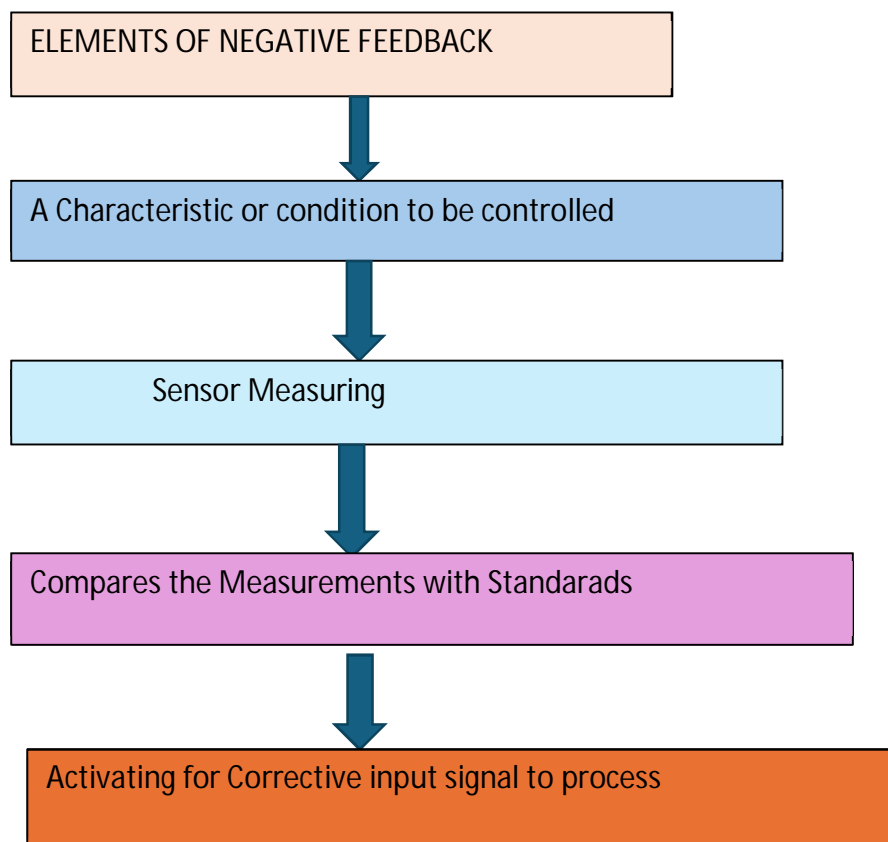 ELEMENTS OF NEGATIVE FEEDBACK
A Characteristic or condition to be controlled
Sensor Measuring
Compares the Measurements with Standarads
Activating for Corrective input signal to process